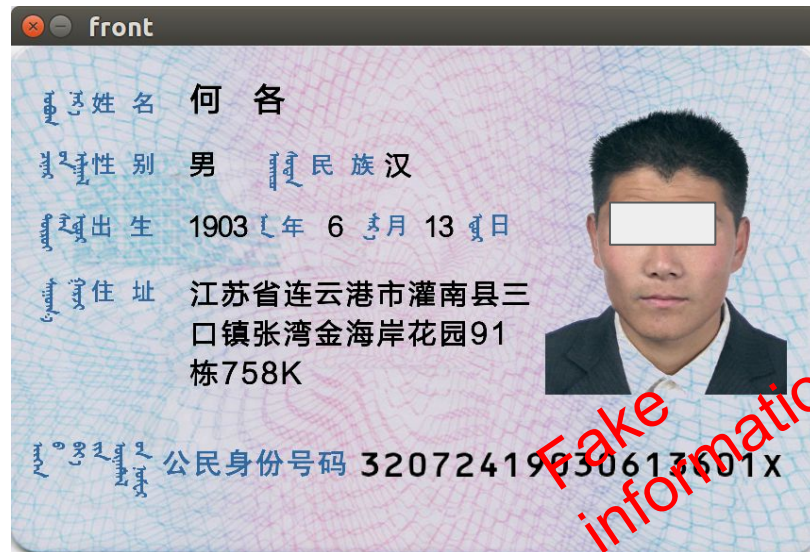 front
姓 名 何 各
性 别 男 民 族 汉
出 生 1903 年 6 月 13 日
住 址 江苏省连云港市灌南县三
口镇张湾金海岸花园91
栋758K
公民身份号码 32072419030613601X
Fake
informatio